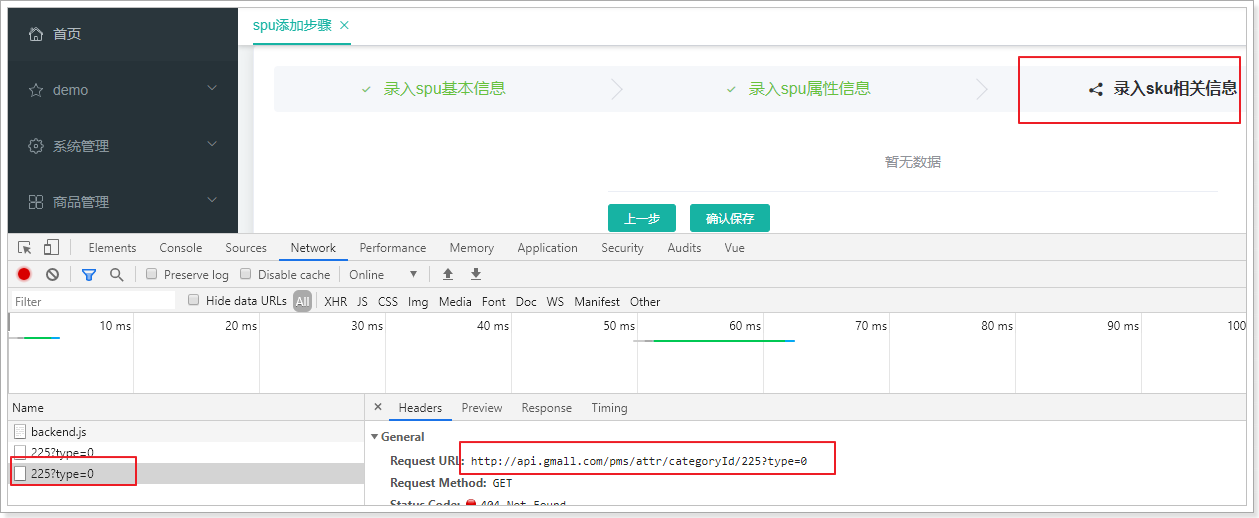 首页
spu添加步骤
demo
系统管理
商品管理
录入spu基本信息
录入spu属性信息
录入sku相关信息
暂无数据
上一步 确认保存
Elements Console Sources Network Performance Memory Application Security Audits Vue
Preserve log Disable cache Online
Filter Hide data URLs All XHR JS CSS Img Media Font Doc WS Manifest Other
10 ms 20 ms 30 ms 40 ms 50 ms 60 ms 70 ms 80 ms 90 ms 100
Name
backend.js
225?type=0
225?type=0
Headers Preview Response Timing
General
Request URL: http://api.gmall.com/pms/attr/categoryId/225?type=0
Request Method: GET
Status Code: 404 Not Found